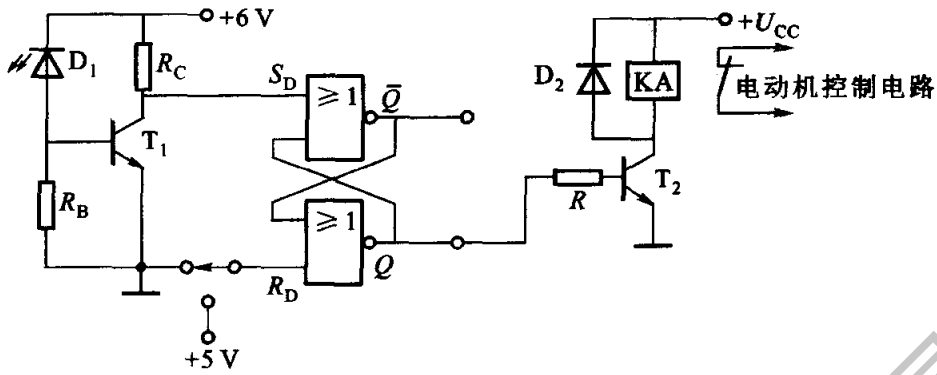 +6 V
+U_CC
D₁
R_C
S_D
≥1
Q̄
D₂
KA
电动机控制电路
T₁
T₂
R_B
R
≥1
Q
R_D
+5 V